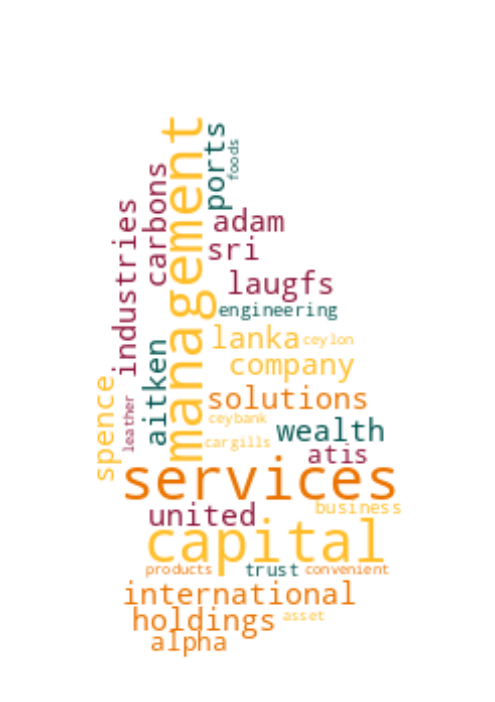 management
ports
foods
carbons
industries
adam
sri
laugfs
engineering
lanka
ceylon
company
aitken
spence
leather
solutions
ceybank
wealth
cargills
atis
services
business
united
capital
products
trust
convenient
international
holdings
asset
alpha